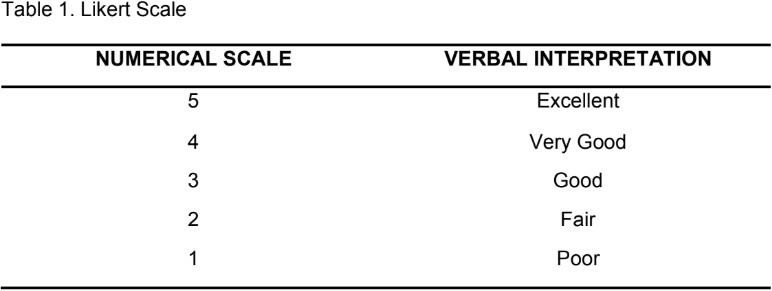 Table 1. Likert Scale
NUMERICAL SCALE VERBAL INTERPRETATION
5 Excellent
4 Very Good
3 Good
2 Fair
1 Poor